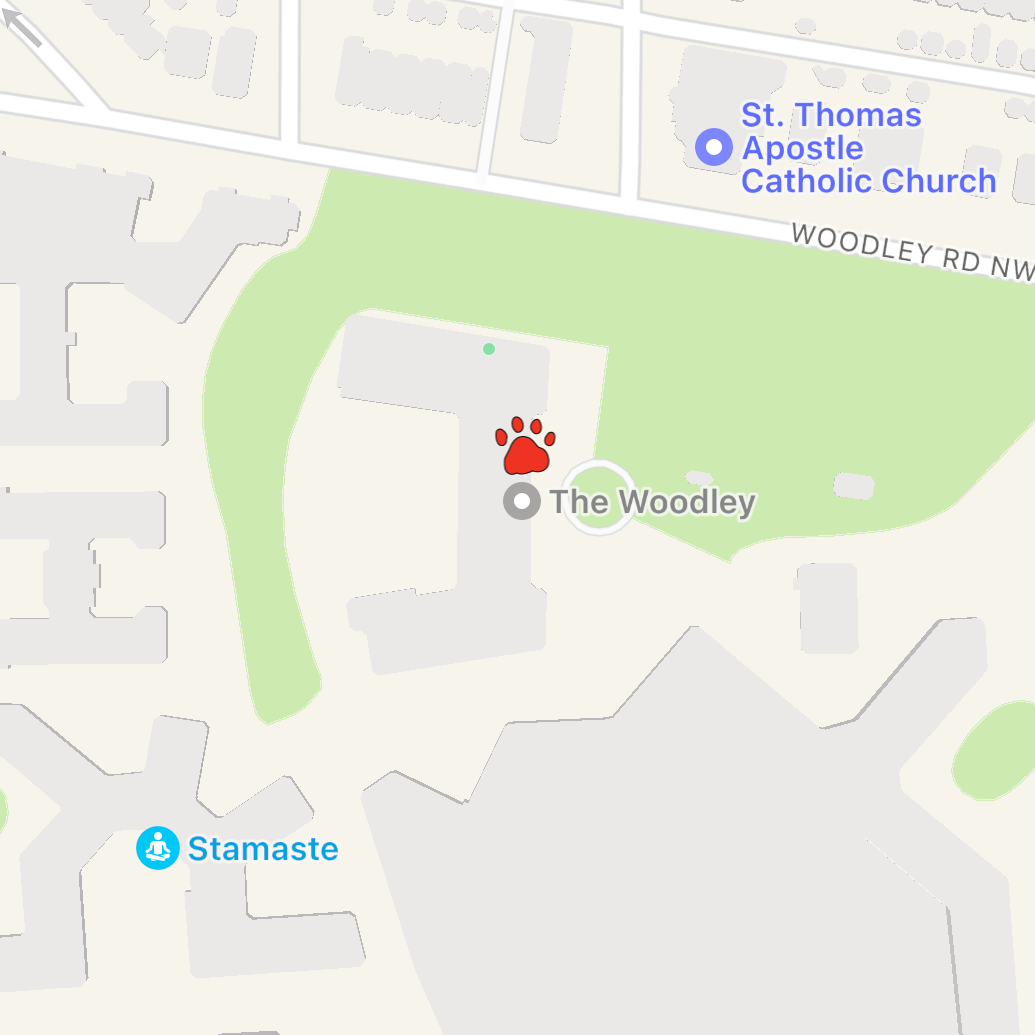 St. Thomas
Apostle
Catholic Church
WOODLEY RD NW
The Woodley
Stamaste